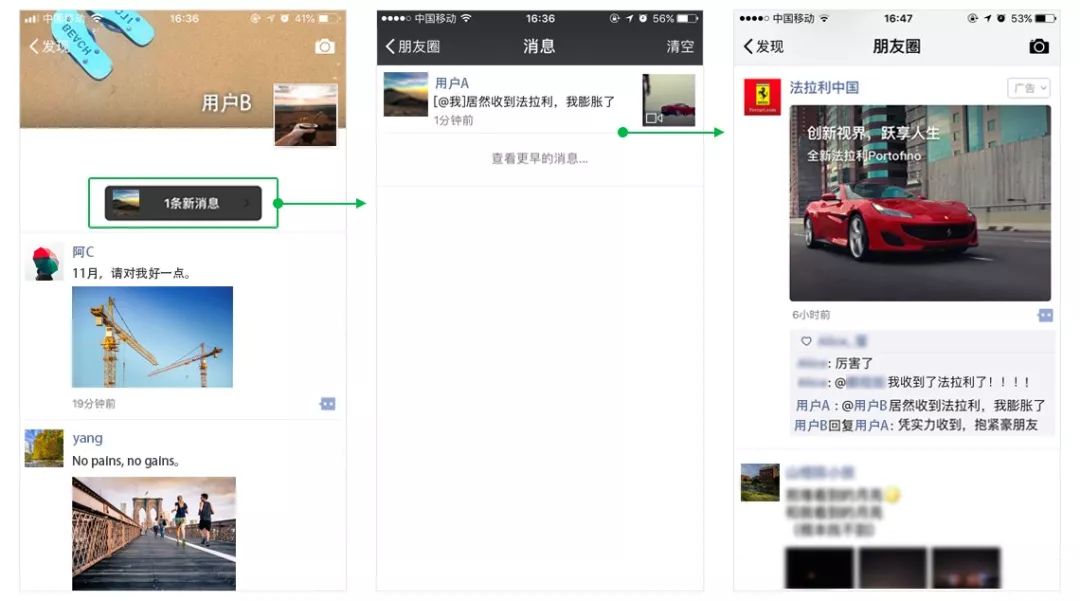 中国移动
16:36
41%
发现
用户B
1条新消息
阿C
11月，请对我好一点。
19分钟前
yang
No pains, no gains。
中国移动
16:36
56%
朋友圈
消息
清空
用户A
[@我]居然收到法拉利，我膨胀了
1分钟前
查看更早的消息...
中国移动
16:47
53%
发现
朋友圈
法拉利中国
广告
创新视界，跃享人生
全新法拉利Portofino
6小时前
: 厉害了
: @ 我收到了法拉利了！！！！
用户A : @用户B居然收到法拉利，我膨胀了
用户B回复用户A: 凭实力收到，抱紧豪朋友